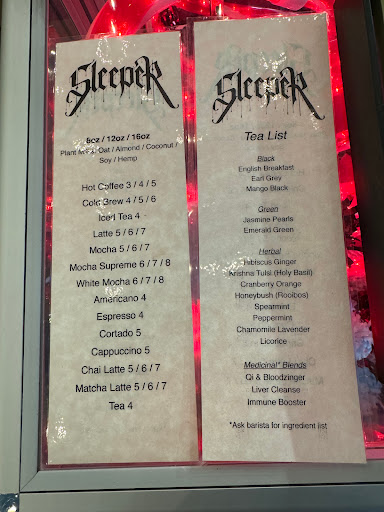 Sleeper
8oz / 12oz / 16oz
Plant Milk: Oat / Almond / Coconut /
Soy / Hemp
Hot Coffee 3 / 4 / 5
Cold Brew 4 / 5 / 6
Iced Tea 4
Latte 5 / 6 / 7
Mocha 5 / 6 / 7
Mocha Supreme 6 / 7 / 8
White Mocha 6 / 7 / 8
Americano 4
Espresso 4
Cortado 5
Cappuccino 5
Chai Latte 5 / 6 / 7
Matcha Latte 5 / 6 / 7
Tea 4
Sleeper
Tea List
Black
English Breakfast
Earl Grey
Mango Black
Green
Jasmine Pearls
Emerald Green
Herbal
Hibiscus Ginger
Krishna Tulsi (Holy Basil)
Cranberry Orange
Honeybush (Rooibos)
Spearmint
Peppermint
Chamomile Lavender
Licorice
Medicinal* Blends
Qi & Bloodzinger
Liver Cleanse
Immune Booster
*Ask barista for ingredient list